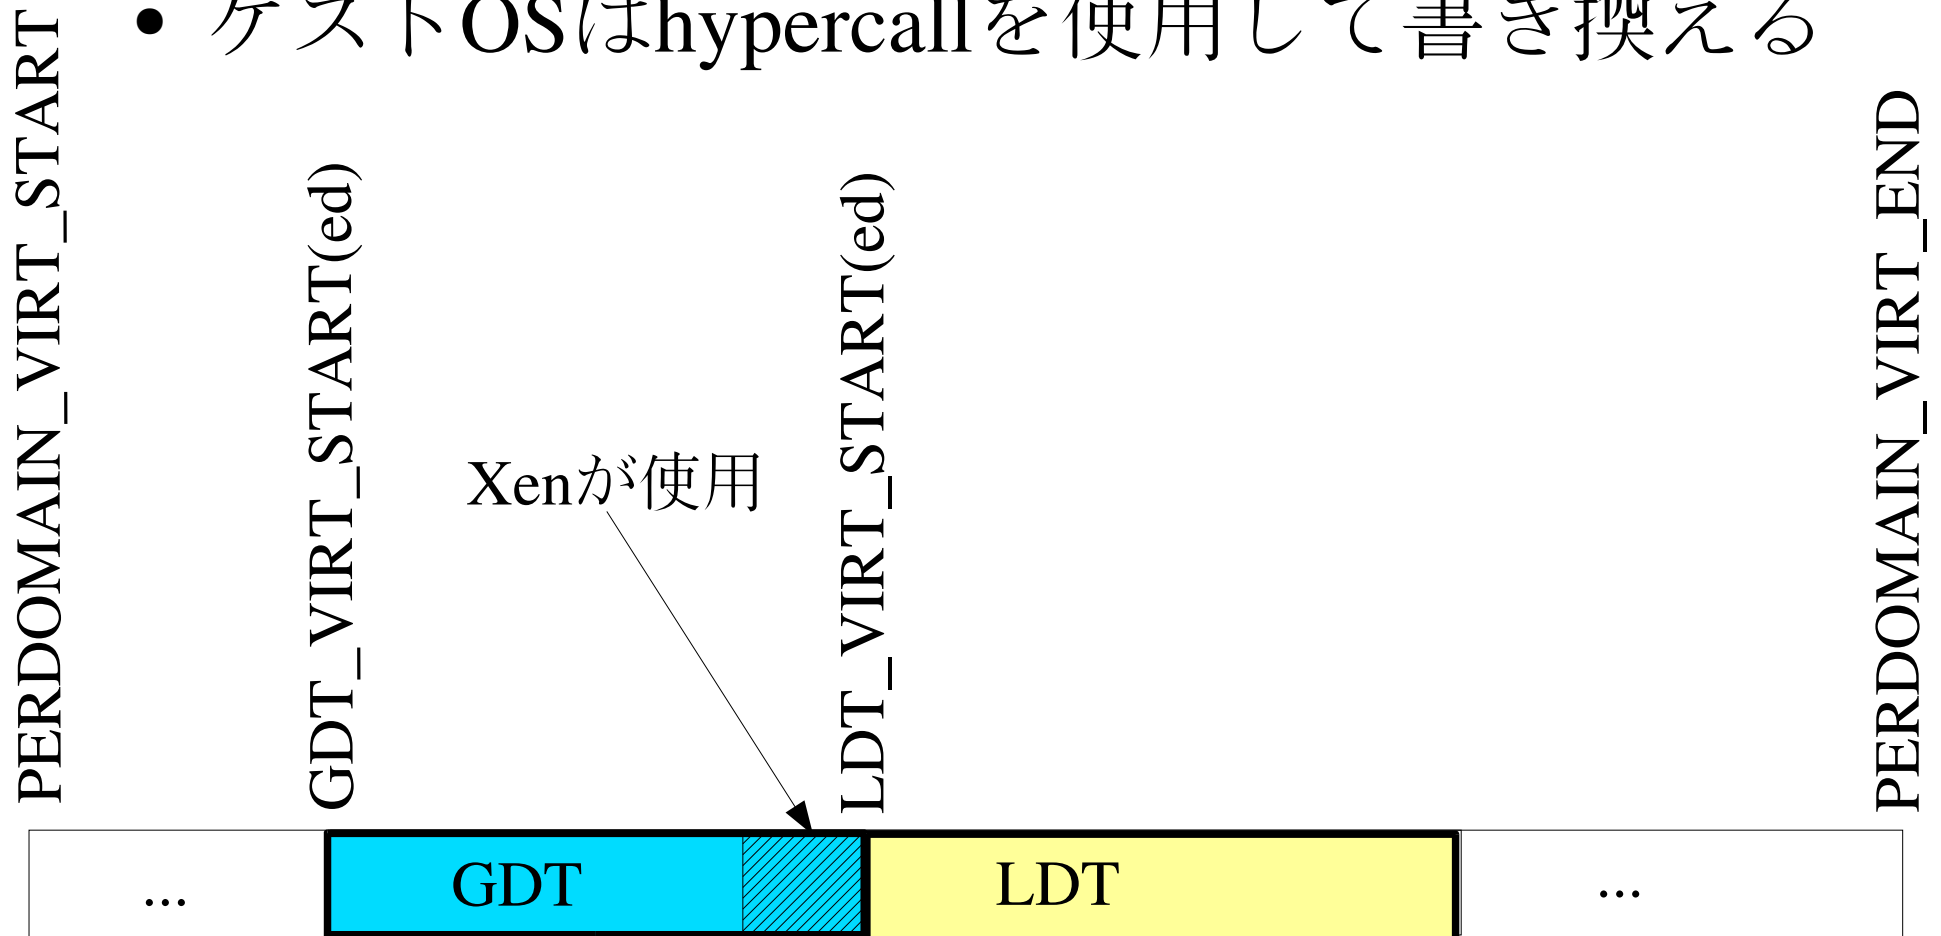 • ゲストOSはhypercallを使用して書き換える
PERDOMAIN_VIRT_START
GDT_VIRT_START(ed)
LDT_VIRT_START(ed)
PERDOMAIN_VIRT_END
Xenが使用
...
GDT
LDT
...